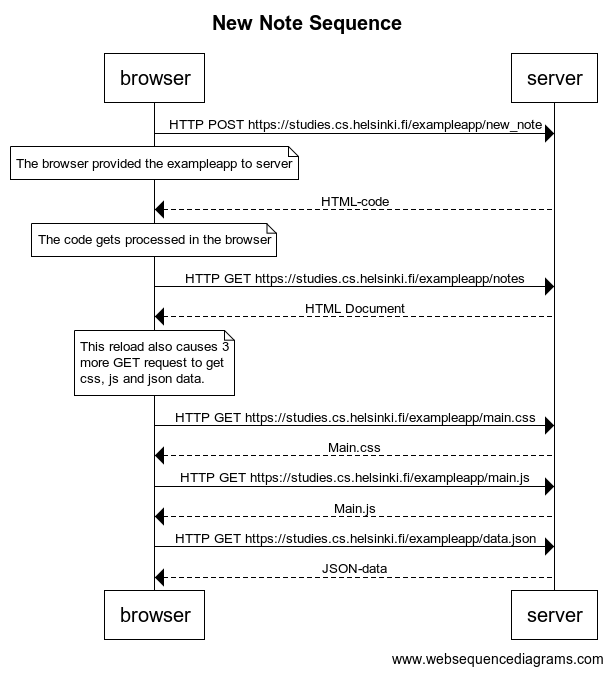 New Note Sequence
browser
server
HTTP POST https://studies.cs.helsinki.fi/exampleapp/new_note
The browser provided the exampleapp to server
HTML-code
The code gets processed in the browser
HTTP GET https://studies.cs.helsinki.fi/exampleapp/notes
HTML Document
This reload also causes 3
more GET request to get
css, js and json data.
HTTP GET https://studies.cs.helsinki.fi/exampleapp/main.css
Main.css
HTTP GET https://studies.cs.helsinki.fi/exampleapp/main.js
Main.js
HTTP GET https://studies.cs.helsinki.fi/exampleapp/data.json
JSON-data
browser
server
www.websequencediagrams.com